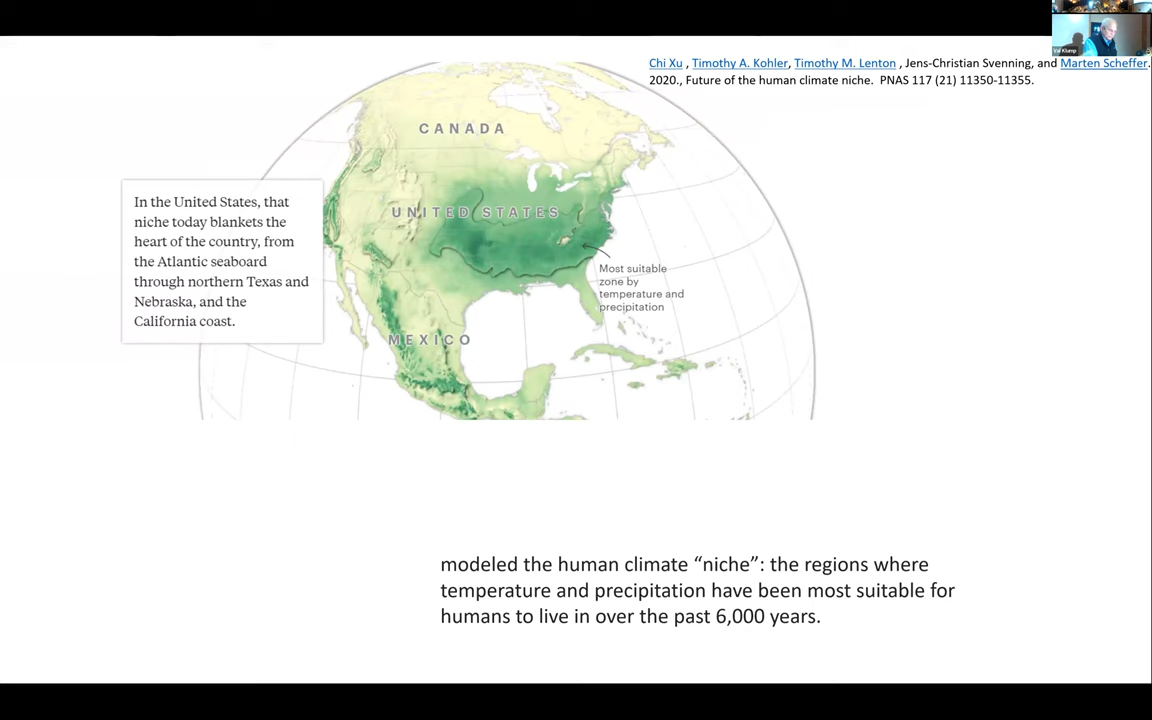 Val Klump
Chi Xu , Timothy A. Kohler, Timothy M. Lenton , Jens-Christian Svenning, and Marten Scheffer.
2020., Future of the human climate niche. PNAS 117 (21) 11350-11355.
CANADA
In the United States, that
niche today blankets the
heart of the country, from
the Atlantic seaboard
through northern Texas and
Nebraska, and the
California coast.
UNITED STATES
Most suitable
zone by
temperature and
precipitation
MEXICO
modeled the human climate “niche”: the regions where
temperature and precipitation have been most suitable for
humans to live in over the past 6,000 years.